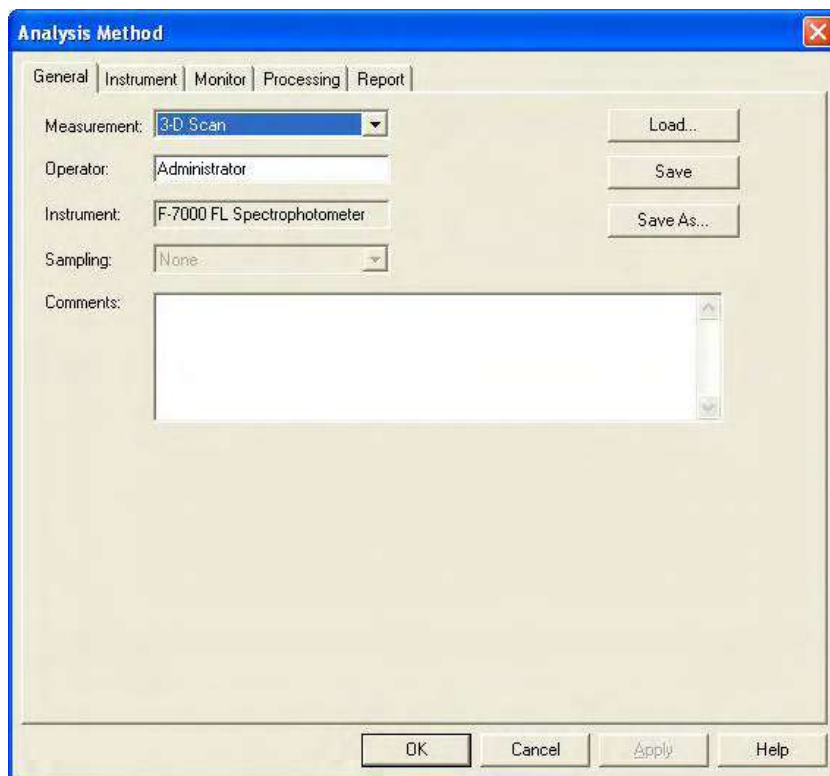 Analysis Method
General Instrument Monitor Processing Report
Measurement: 3-D Scan Load...
Operator: Administrator Save
Instrument: F-7000 FL Spectrophotometer Save As...
Sampling: None
Comments:
OK Cancel Apply Help